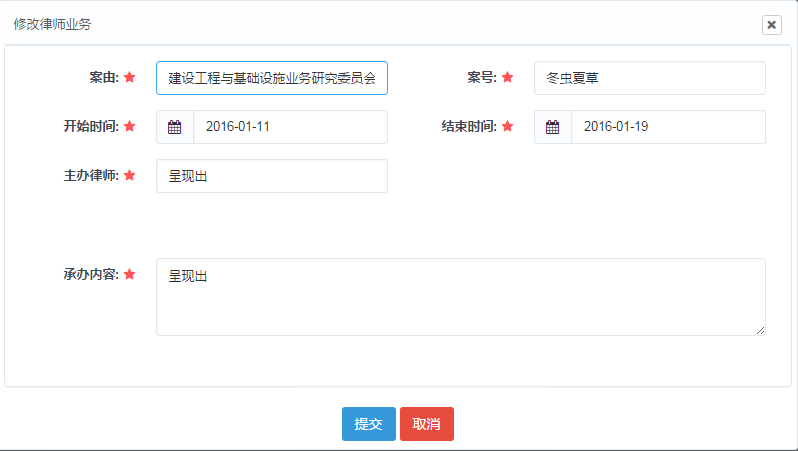 修改律师业务
案由: 建设工程与基础设施业务研究委员会
案号: 冬虫夏草
开始时间: 2016-01-11
结束时间: 2016-01-19
主办律师: 呈现出
承办内容: 呈现出
提交 取消